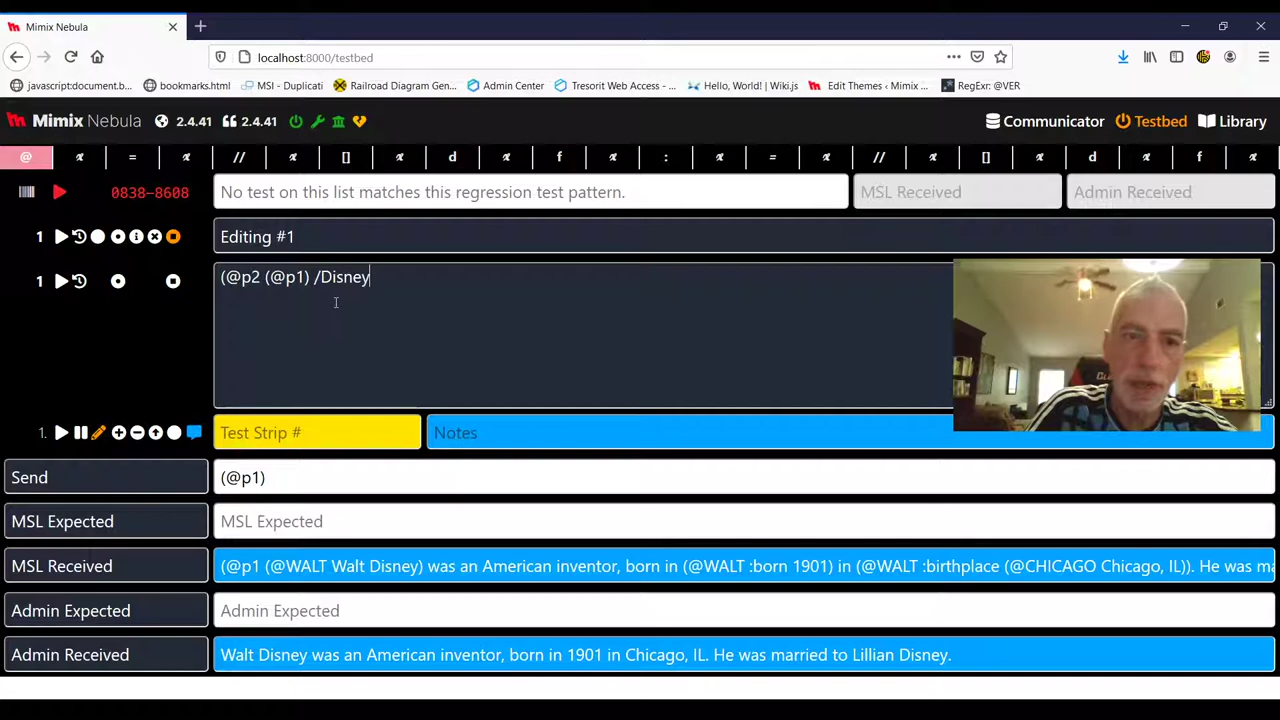 Mimix Nebula
localhost:8000/testbed
javascript:document.b... bookmarks.html MSI - Duplicati Railroad Diagram Gen... Admin Center Tresorit Web Access - ... Hello, World! | Wiki.js Edit Themes ‹ Mimix ... RegExr: @VER
Mimix Nebula 2.4.41 2.4.41 Communicator Testbed Library
@ x = x // x [] x d x f x : x = x // x [] x d x f x
0838-8608 No test on this list matches this regression test pattern. MSL Received Admin Received
1 Editing #1
1 (@p2 (@p1) /Disney
1. Test Strip # Notes
Send (@p1)
MSL Expected MSL Expected
MSL Received (@p1 (@WALT Walt Disney) was an American inventor, born in (@WALT :born 1901) in (@WALT :birthplace (@CHICAGO Chicago, IL)). He was ma
Admin Expected Admin Expected
Admin Received Walt Disney was an American inventor, born in 1901 in Chicago, IL. He was married to Lillian Disney.